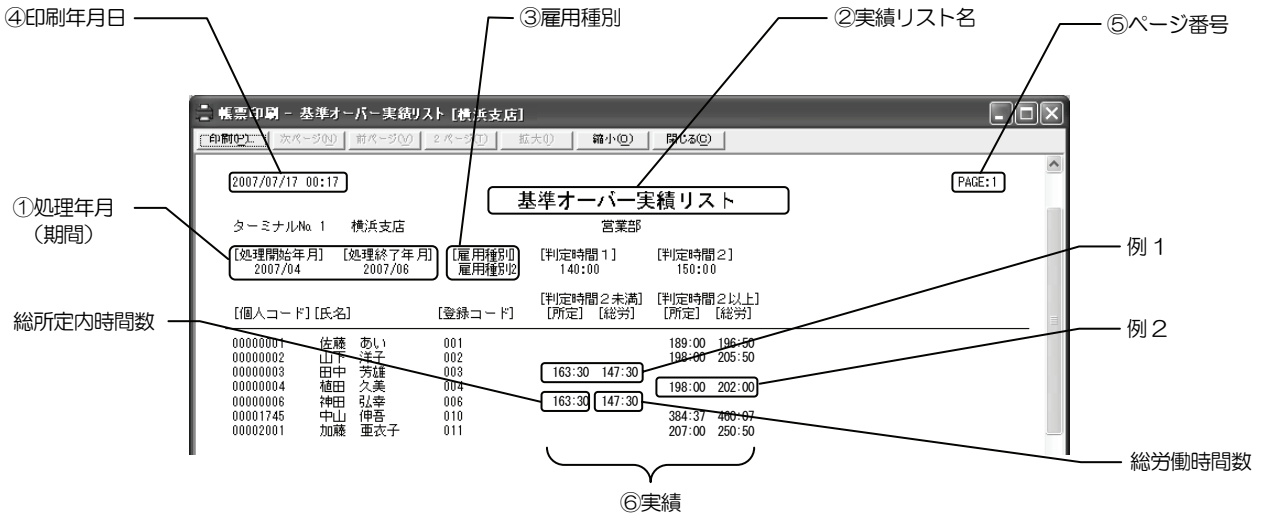 ④印刷年月日
③雇用種別
②実績リスト名
⑤ページ番号
帳票印刷 - 基準オーバー実績リスト [横浜支店]
印刷(P)... 次ページ(N) 前ページ(V) 2 ページ(T) 拡大(I) 縮小(O) 閉じる(C)
2007/07/17 00:17
PAGE:1
基準オーバー実績リスト
①処理年月
（期間）
ターミナルNo. 1 横浜支店 営業部
[処理開始年月] [処理終了年月] [雇用種別] [判定時間１] [判定時間２]
2007/04 2007/06 雇用種別2 140:00 150:00
例１
[判定時間２未満] [判定時間２以上]
[個人コード] [氏名] [登録コード] [所定] [総労] [所定] [総労]
総所定内時間数
例２
00000001 佐藤 あい 001 189:00 196:50
00000002 山下 洋子 002 198:00 205:50
00000003 田中 芳雄 003 163:30 147:30
00000004 植田 久美 004 198:00 202:00
00000006 神田 弘幸 006 163:30 147:30
00001745 中山 伸吾 010 384:37 460:07
00002001 加藤 亜衣子 011 207:00 250:50
総労働時間数
⑥実績